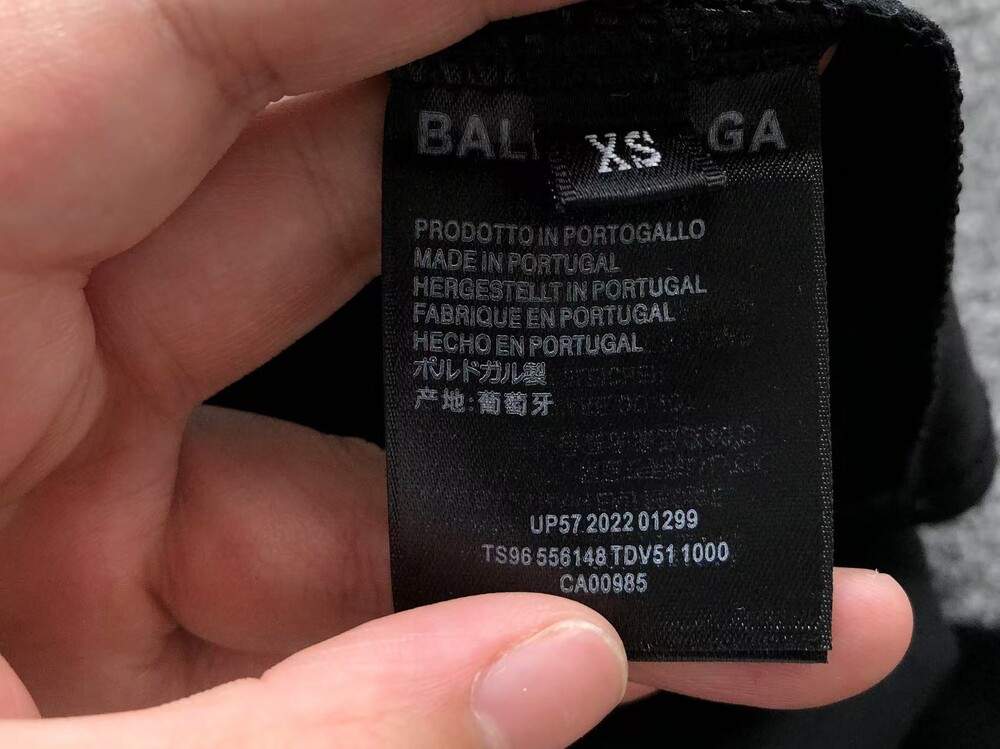 BAL XS GA
PRODOTTO IN PORTOGALLO
MADE IN PORTUGAL
HERGESTELLT IN PORTUGAL
FABRIQUE EN PORTUGAL
HECHO EN PORTUGAL
ポルトガル製
产地:葡萄牙
UP57 2022 01299
TS96 556148 TDV51 1000
CA00985